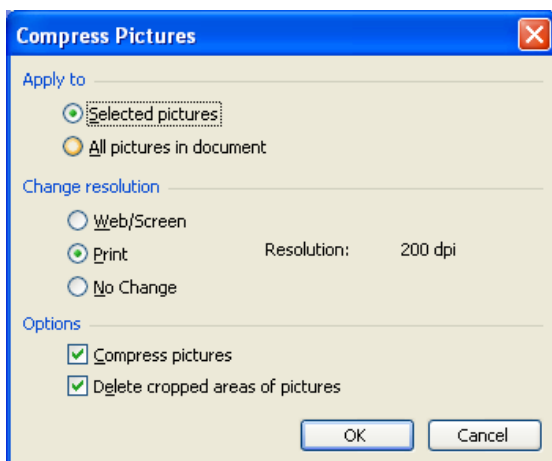 Compress Pictures
Apply to
Selected pictures
All pictures in document
Change resolution
Web/Screen
Print Resolution: 200 dpi
No Change
Options
Compress pictures
Delete cropped areas of pictures
OK Cancel